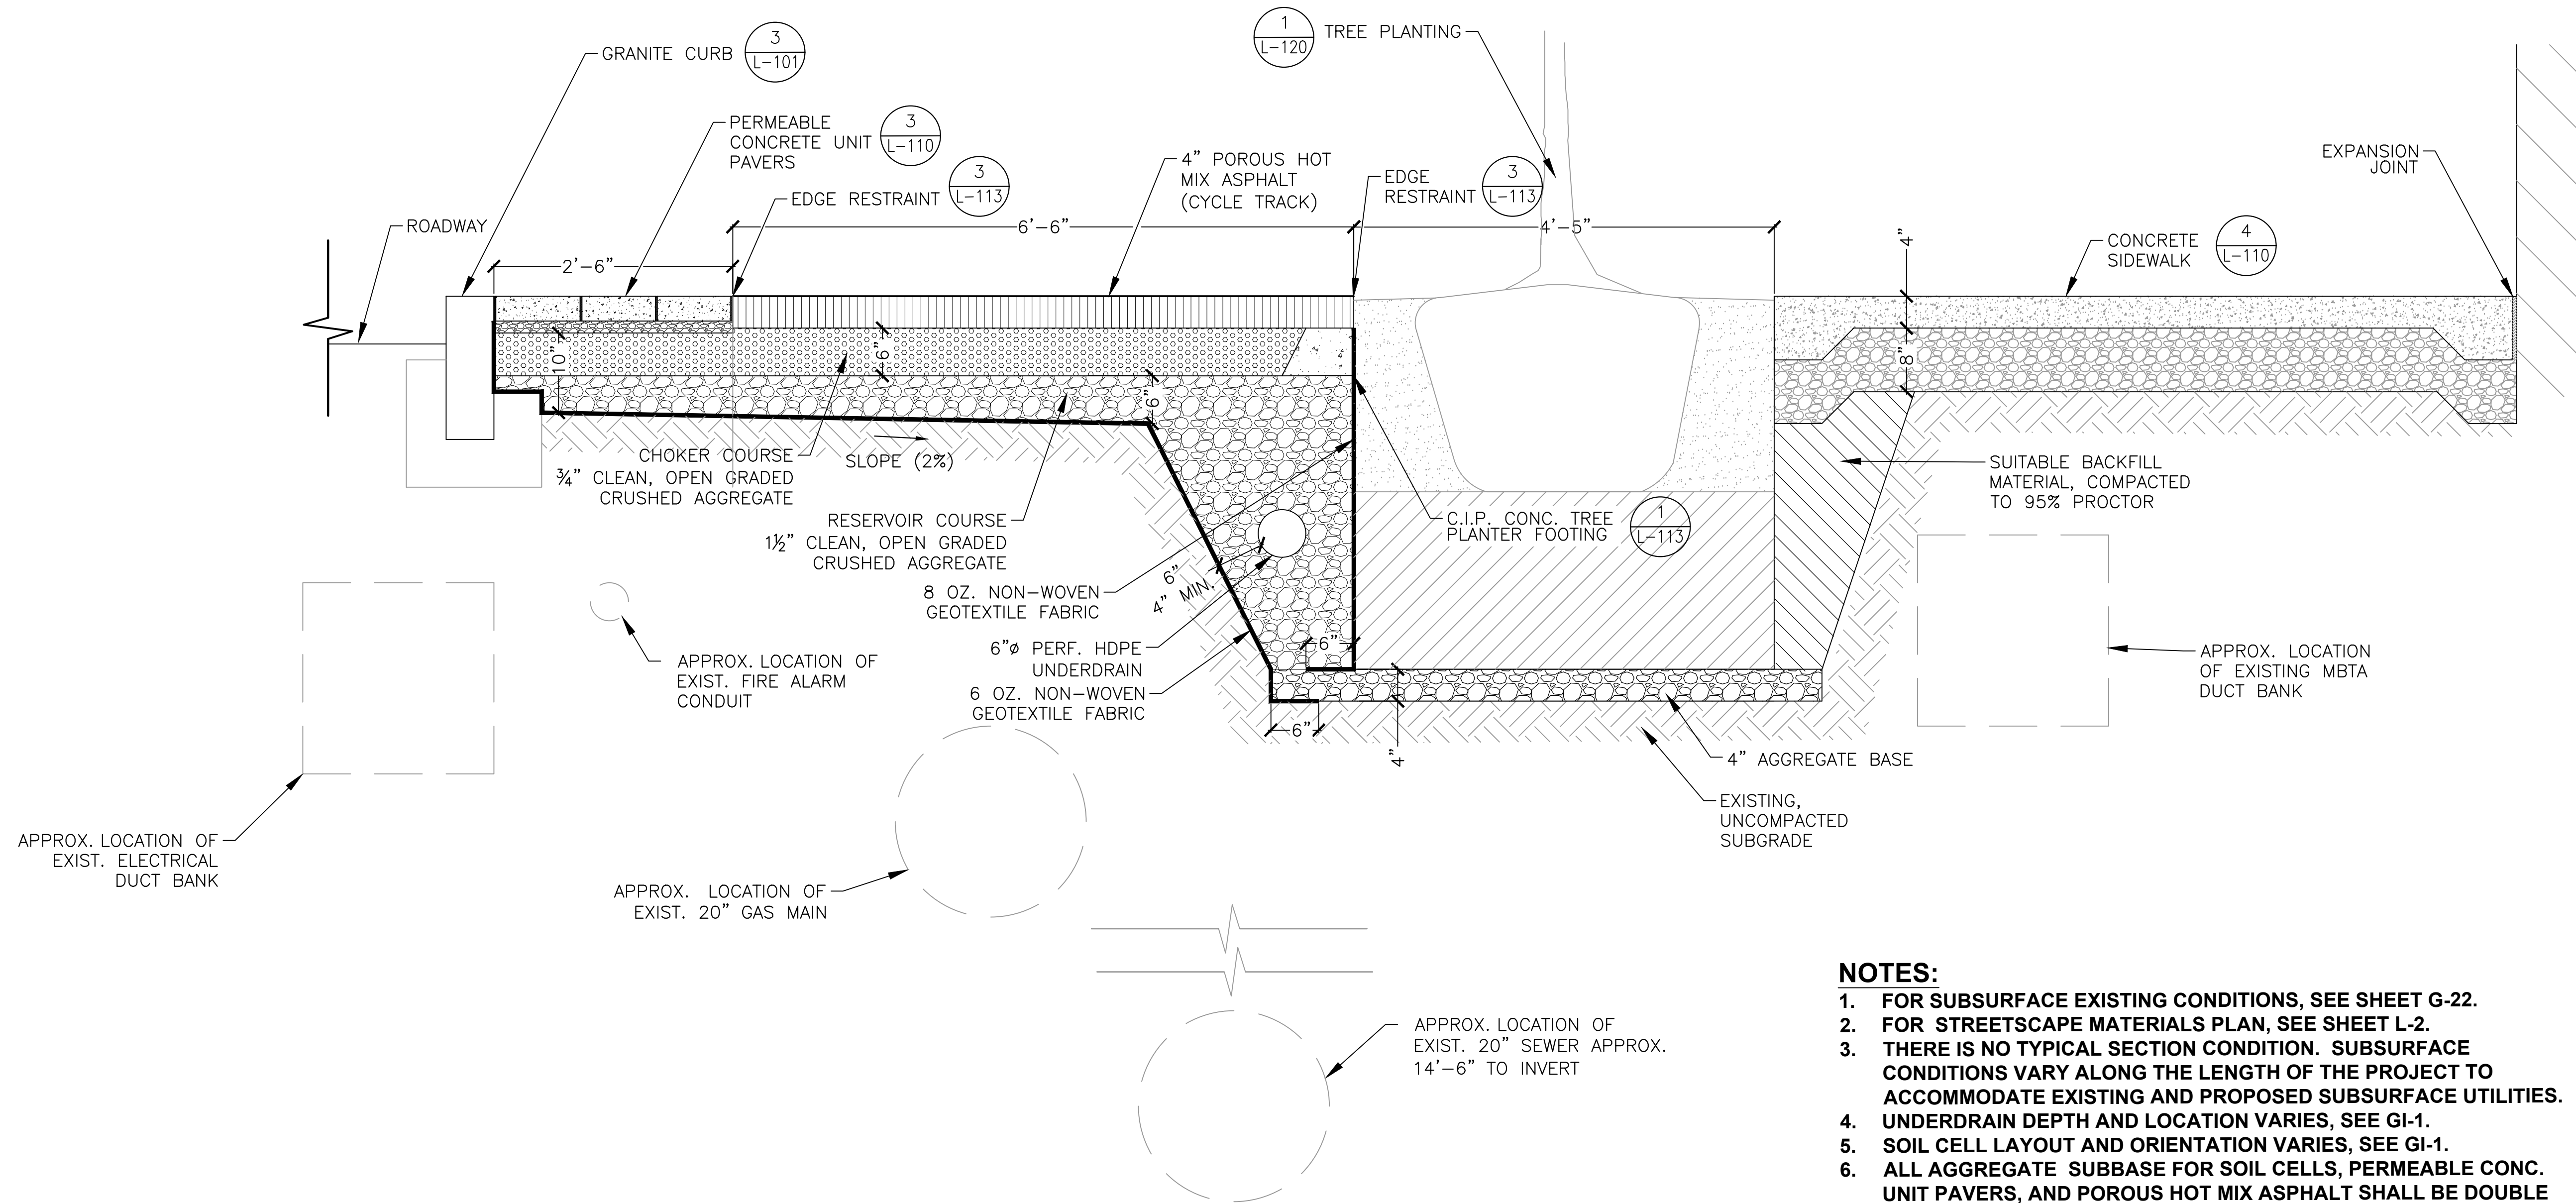 1
L-120
TREE PLANTING
3
L-101
GRANITE CURB
PERMEABLE
CONCRETE UNIT
PAVERS
3
L-110
EDGE RESTRAINT
3
L-113
4” POROUS HOT
MIX ASPHALT
(CYCLE TRACK)
EDGE
RESTRAINT
3
L-113
EXPANSION
JOINT
ROADWAY
6’-6”
4’-5”
2’-6”
4”
CONCRETE
SIDEWALK
4
L-110
10”
6”
8”
6”
CHOKER COURSE
¾” CLEAN, OPEN GRADED
CRUSHED AGGREGATE
SLOPE (2%)
SUITABLE BACKFILL
MATERIAL, COMPACTED
TO 95% PROCTOR
RESERVOIR COURSE
1½” CLEAN, OPEN GRADED
CRUSHED AGGREGATE
C.I.P. CONC. TREE
PLANTER FOOTING
1
L-113
6”
4” MIN.
8 OZ. NON-WOVEN
GEOTEXTILE FABRIC
6”ø PERF. HDPE
UNDERDRAIN
6”
6 OZ. NON-WOVEN
GEOTEXTILE FABRIC
6”
4”
APPROX. LOCATION OF
EXIST. FIRE ALARM
CONDUIT
APPROX. LOCATION
OF EXISTING MBTA
DUCT BANK
4” AGGREGATE BASE
EXISTING,
UNCOMPACTED
SUBGRADE
APPROX. LOCATION OF
EXIST. ELECTRICAL
DUCT BANK
APPROX. LOCATION OF
EXIST. 20” GAS MAIN
APPROX. LOCATION OF
EXIST. 20” SEWER APPROX.
14’-6” TO INVERT
NOTES:
1. FOR SUBSURFACE EXISTING CONDITIONS, SEE SHEET G-22.
2. FOR STREETSCAPE MATERIALS PLAN, SEE SHEET L-2.
3. THERE IS NO TYPICAL SECTION CONDITION. SUBSURFACE
CONDITIONS VARY ALONG THE LENGTH OF THE PROJECT TO
ACCOMMODATE EXISTING AND PROPOSED SUBSURFACE UTILITIES.
4. UNDERDRAIN DEPTH AND LOCATION VARIES, SEE GI-1.
5. SOIL CELL LAYOUT AND ORIENTATION VARIES, SEE GI-1.
6. ALL AGGREGATE SUBBASE FOR SOIL CELLS, PERMEABLE CONC.
UNIT PAVERS, AND POROUS HOT MIX ASPHALT SHALL BE DOUBLE